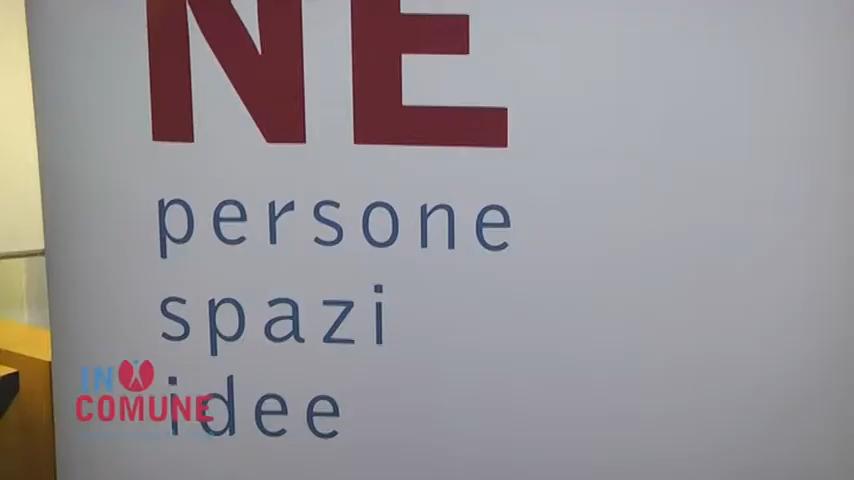 NE
persone
spazi
idee
IN
COMUNE